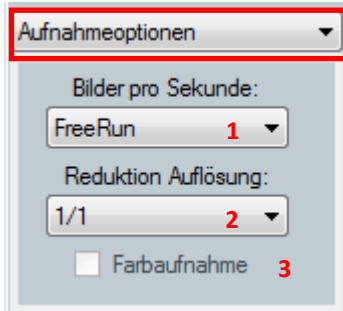 Aufnahmeoptionen
Bilder pro Sekunde:
FreeRun 1
Reduktion Auflösung:
1/1 2
Farbaufnahme 3